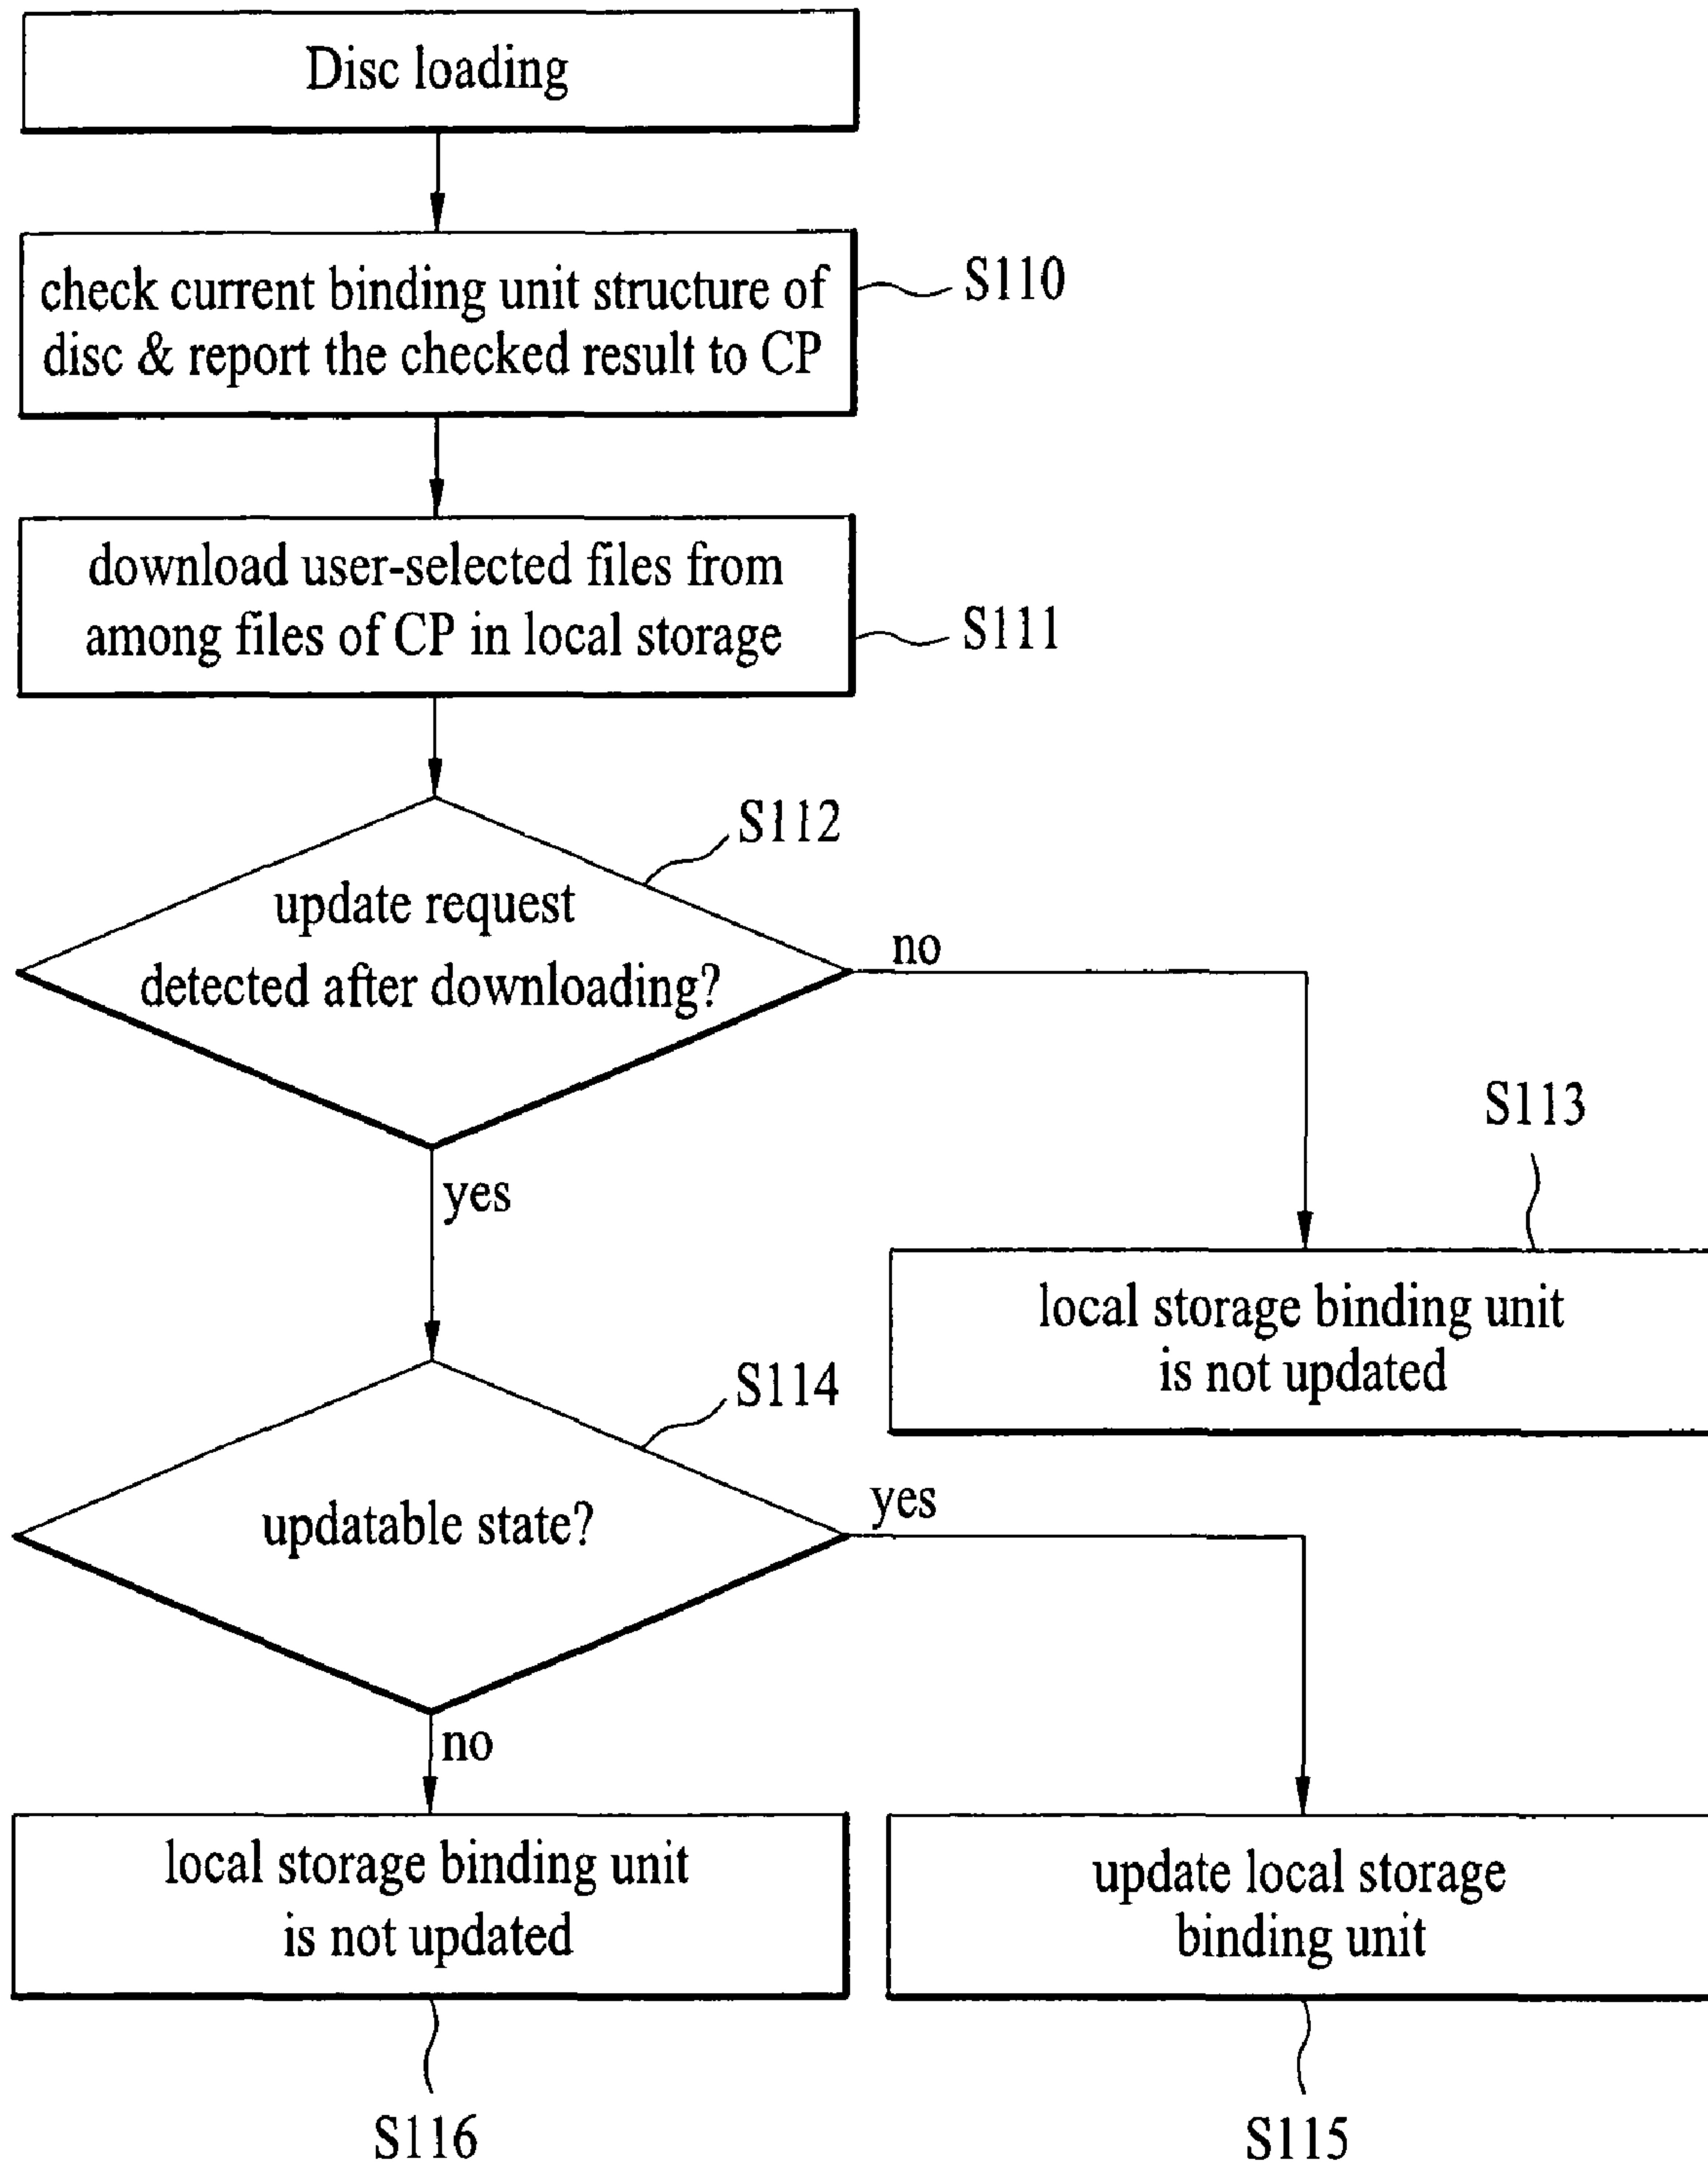 Disc loading
check current binding unit structure of
disc & report the checked result to CP
S110
download user-selected files from
among files of CP in local storage
S111
S112
update request
detected after downloading?
no
yes
S113
local storage binding unit
is not updated
S114
updatable state?
yes
no
local storage binding unit
is not updated
update local storage
binding unit
S116
S115